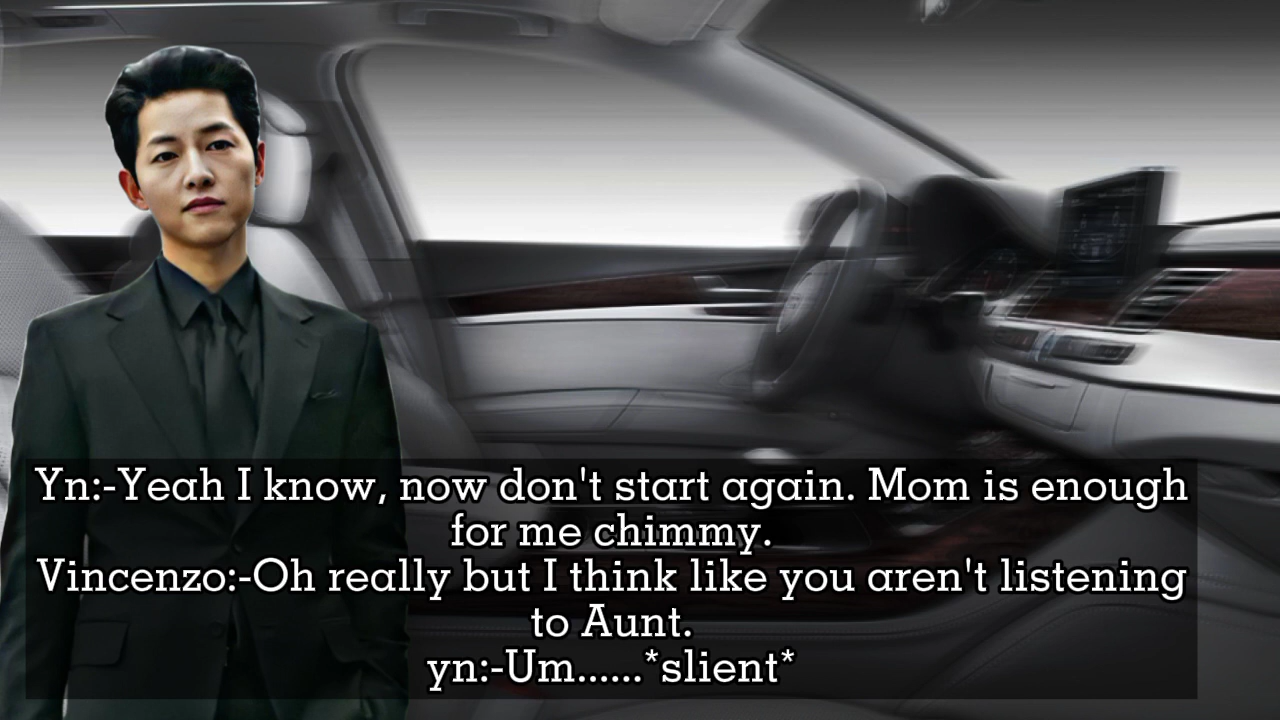 Yn:-Yeah I know, now don't start again. Mom is enough
for me chimmy.
Vincenzo:-Oh really but I think like you aren't listening
to Aunt.
yn:-Um......*slient*